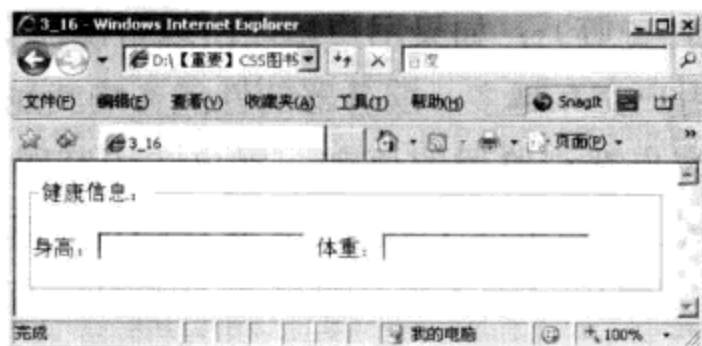 3_16 - Windows Internet Explorer
D:\【重要】CSS图书
百度
文件(F) 编辑(E) 查看(V) 收藏夹(A) 工具(T) 帮助(H) SnagIt
3_16 页面(P)
健康信息：
身高： 体重：
完成 我的电脑 100%